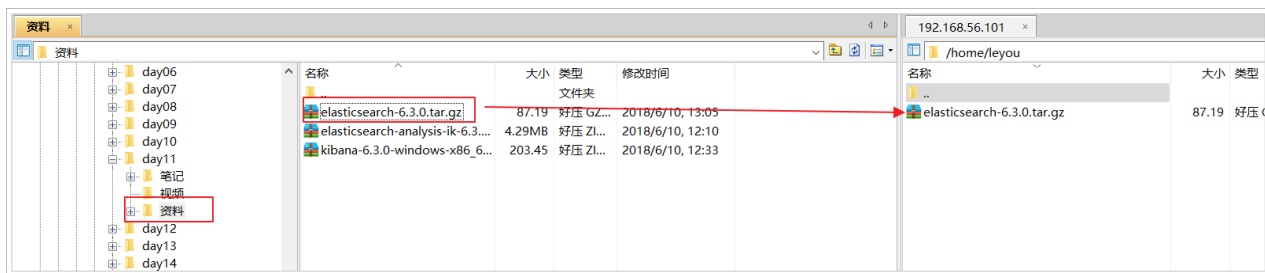 资料 ×
192.168.56.101 ×
资料
/home/leyou
day06
day07
day08
day09
day10
day11
笔记
视频
资料
day12
day13
day14
名称 大小 类型 修改时间
.. 文件夹
elasticsearch-6.3.0.tar.gz 87.19 好压 GZ... 2018/6/10, 13:05
elasticsearch-analysis-ik-6.3.... 4.29MB 好压 ZI... 2018/6/10, 12:10
kibana-6.3.0-windows-x86_6... 203.45 好压 ZI... 2018/6/10, 12:33
名称 大小 类型
..
elasticsearch-6.3.0.tar.gz 87.19 好压